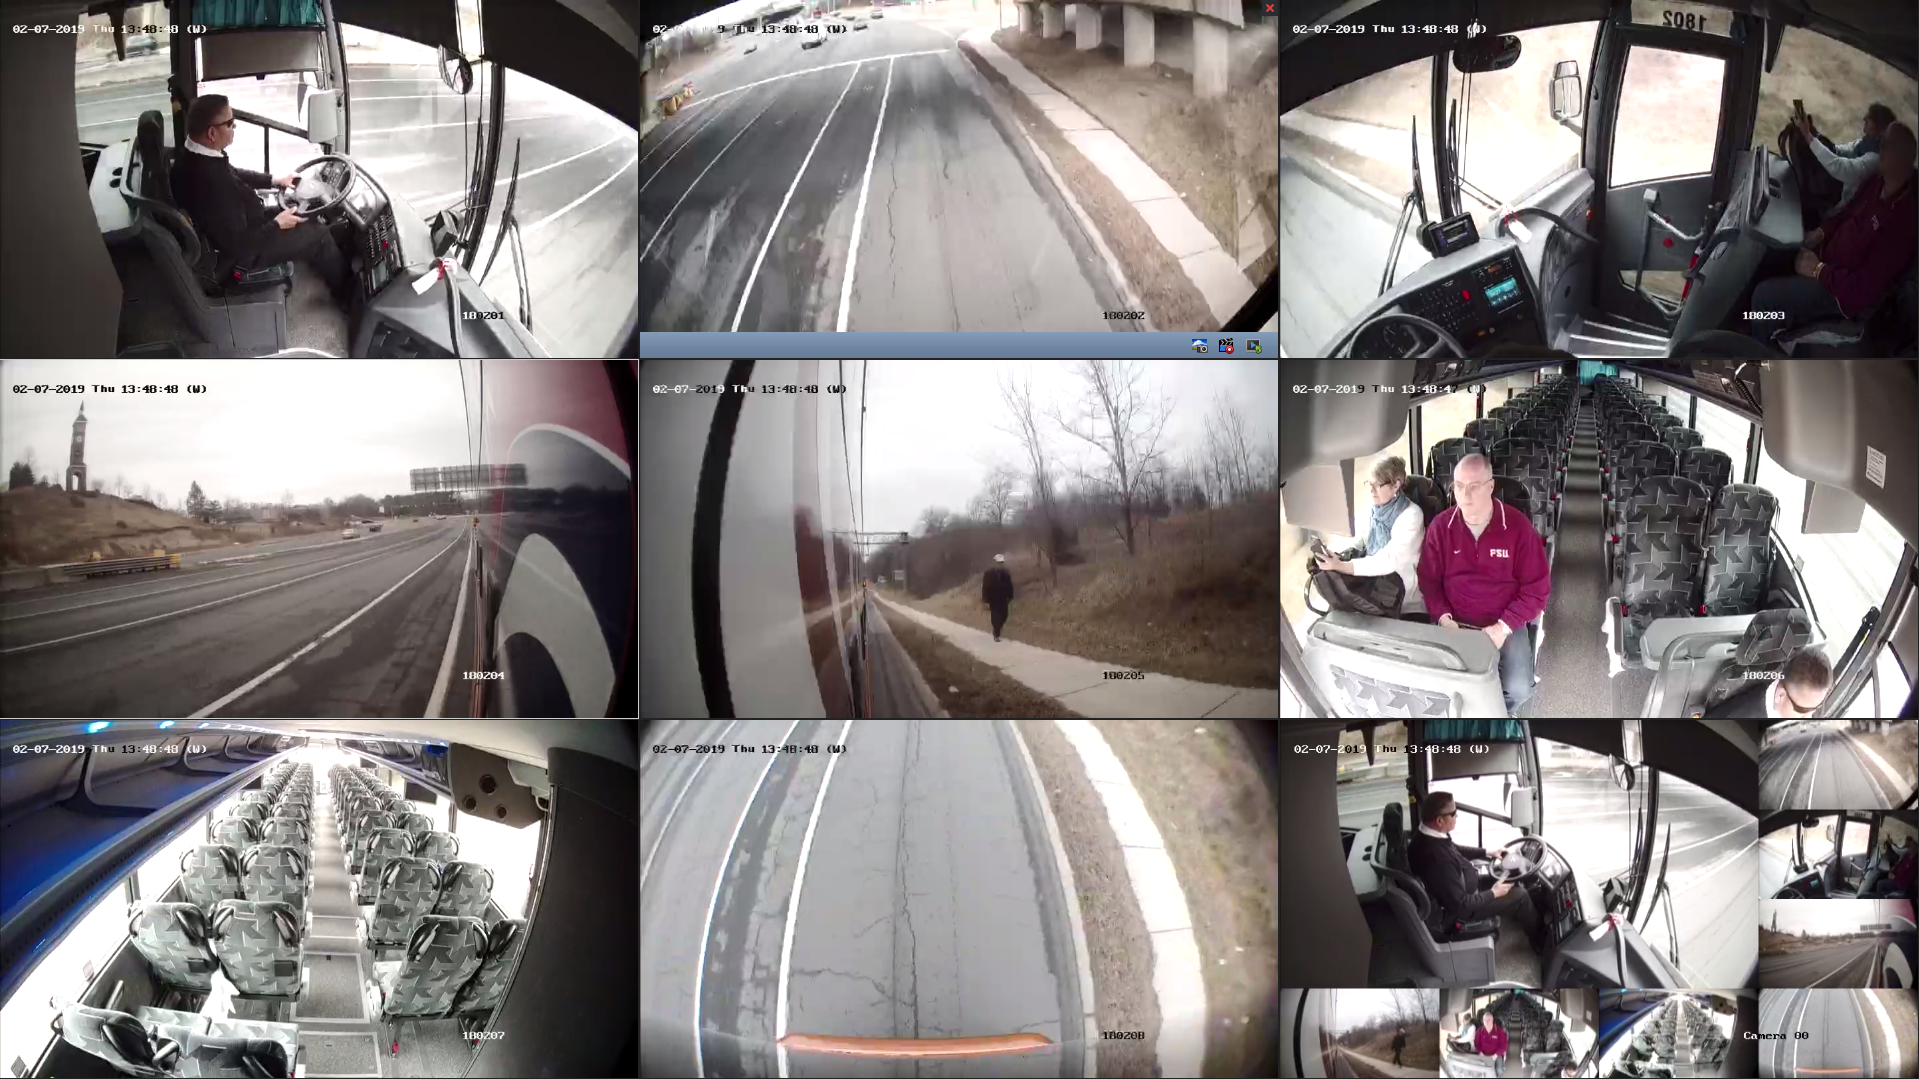 02-07-2019 Thu 13:48:48 (W)
180201
02-07-2019 Thu 13:48:48 (W)
180202
02-07-2019 Thu 13:48:48 (W)
1802
180203
02-07-2019 Thu 13:48:48 (W)
180204
02-07-2019 Thu 13:48:48 (W)
180205
02-07-2019 Thu 13:48:47 (W)
FSU
180206
02-07-2019 Thu 13:48:48 (W)
180207
02-07-2019 Thu 13:48:48 (W)
180208
02-07-2019 Thu 13:48:48 (W)
Camera 00